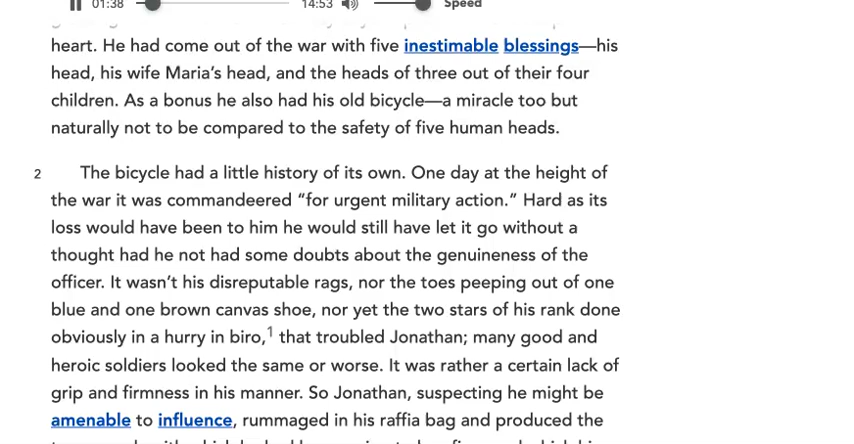 01:38 14:53 Speed
heart. He had come out of the war with five inestimable blessings—his
head, his wife Maria's head, and the heads of three out of their four
children. As a bonus he also had his old bicycle—a miracle too but
naturally not to be compared to the safety of five human heads.
2 The bicycle had a little history of its own. One day at the height of
the war it was commandeered “for urgent military action.” Hard as its
loss would have been to him he would still have let it go without a
thought had he not had some doubts about the genuineness of the
officer. It wasn't his disreputable rags, nor the toes peeping out of one
blue and one brown canvas shoe, nor yet the two stars of his rank done
obviously in a hurry in biro,1 that troubled Jonathan; many good and
heroic soldiers looked the same or worse. It was rather a certain lack of
grip and firmness in his manner. So Jonathan, suspecting he might be
amenable to influence, rummaged in his raffia bag and produced the